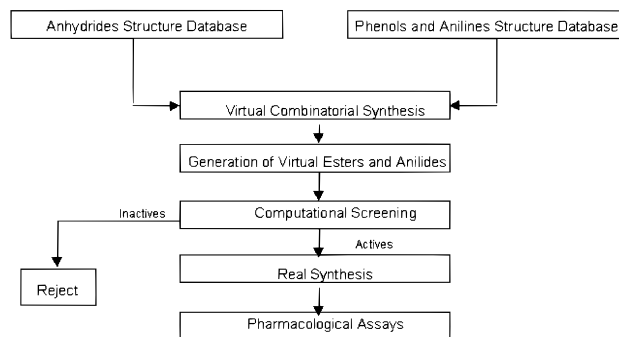 Anhydrides Structure Database
Phenols and Anilines Structure Database
Virtual Combinatorial Synthesis
Generation of Virtual Esters and Anilides
Inactives
Computational Screening
Actives
Real Synthesis
Reject
Pharmacological Assays